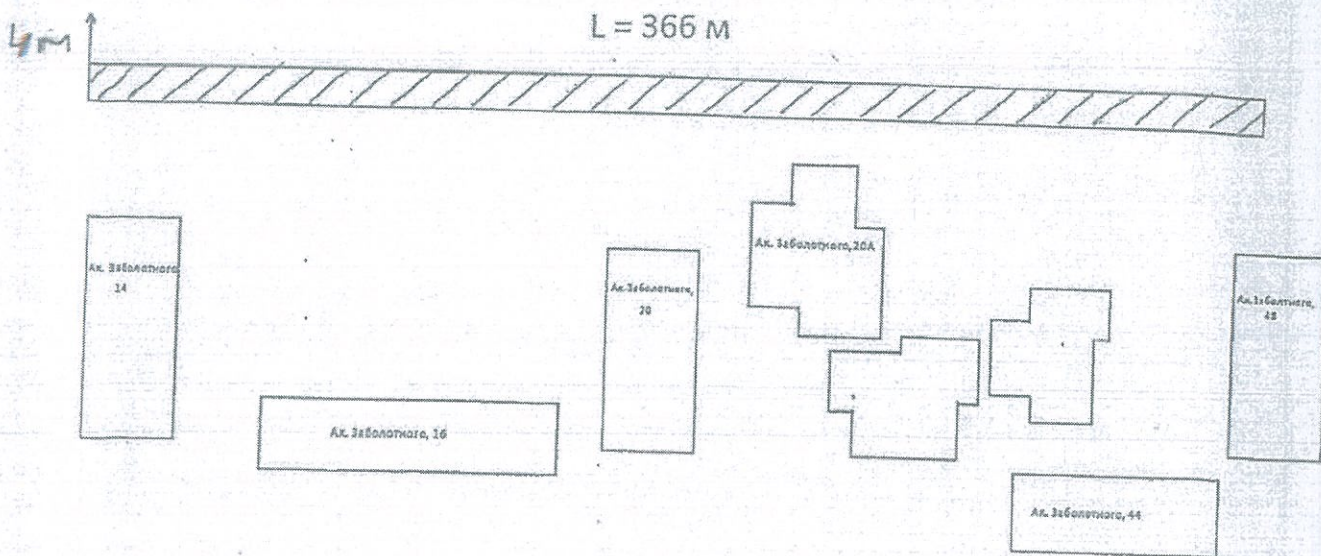 4м
L = 366 м
Ак. Заболотного, 20А
Ак. Заболотного
14
Ак. Заболотного,
20
Ак. Заболотного,
48
Ак. Заболотного, 16
Ак. Заболотного, 44